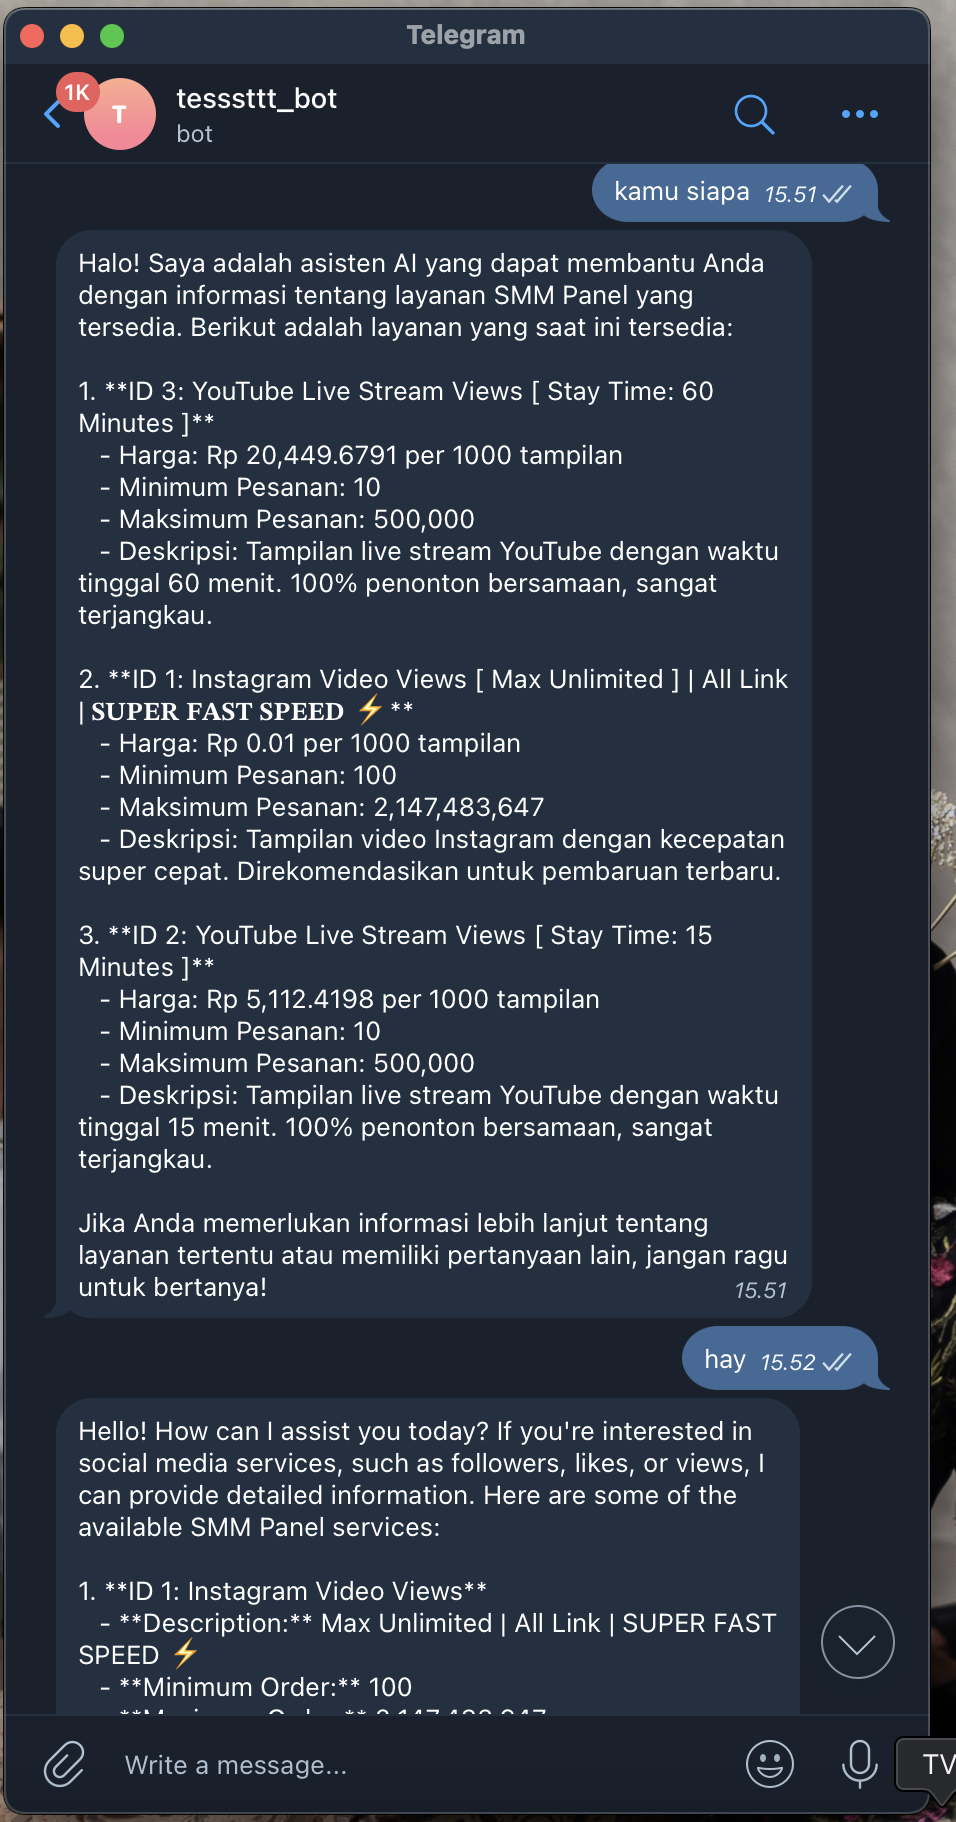 Telegram
1K
T
tesssttt_bot
bot
kamu siapa 15.51
Halo! Saya adalah asisten AI yang dapat membantu Anda
dengan informasi tentang layanan SMM Panel yang
tersedia. Berikut adalah layanan yang saat ini tersedia:
1. **ID 3: YouTube Live Stream Views [ Stay Time: 60
Minutes ]**
- Harga: Rp 20,449.6791 per 1000 tampilan
- Minimum Pesanan: 10
- Maksimum Pesanan: 500,000
- Deskripsi: Tampilan live stream YouTube dengan waktu
tinggal 60 menit. 100% penonton bersamaan, sangat
terjangkau.
2. **ID 1: Instagram Video Views [ Max Unlimited ] | All Link
| SUPER FAST SPEED ⚡ **
- Harga: Rp 0.01 per 1000 tampilan
- Minimum Pesanan: 100
- Maksimum Pesanan: 2,147,483,647
- Deskripsi: Tampilan video Instagram dengan kecepatan
super cepat. Direkomendasikan untuk pembaruan terbaru.
3. **ID 2: YouTube Live Stream Views [ Stay Time: 15
Minutes ]**
- Harga: Rp 5,112.4198 per 1000 tampilan
- Minimum Pesanan: 10
- Maksimum Pesanan: 500,000
- Deskripsi: Tampilan live stream YouTube dengan waktu
tinggal 15 menit. 100% penonton bersamaan, sangat
terjangkau.
Jika Anda memerlukan informasi lebih lanjut tentang
layanan tertentu atau memiliki pertanyaan lain, jangan ragu
untuk bertanya! 15.51
hay 15.52
Hello! How can I assist you today? If you're interested in
social media services, such as followers, likes, or views, I
can provide detailed information. Here are some of the
available SMM Panel services:
1. **ID 1: Instagram Video Views**
- **Description:** Max Unlimited | All Link | SUPER FAST
SPEED ⚡
- **Minimum Order:** 100
Write a message...
TV